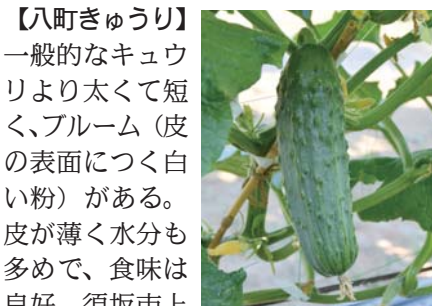 【八町きゅうり】
一般的なキュウ
リより太くて短
く、ブルーム（皮
の表面につく白
い粉）がある。
皮が薄く水分も
多めで、食味は
良好。須坂市上